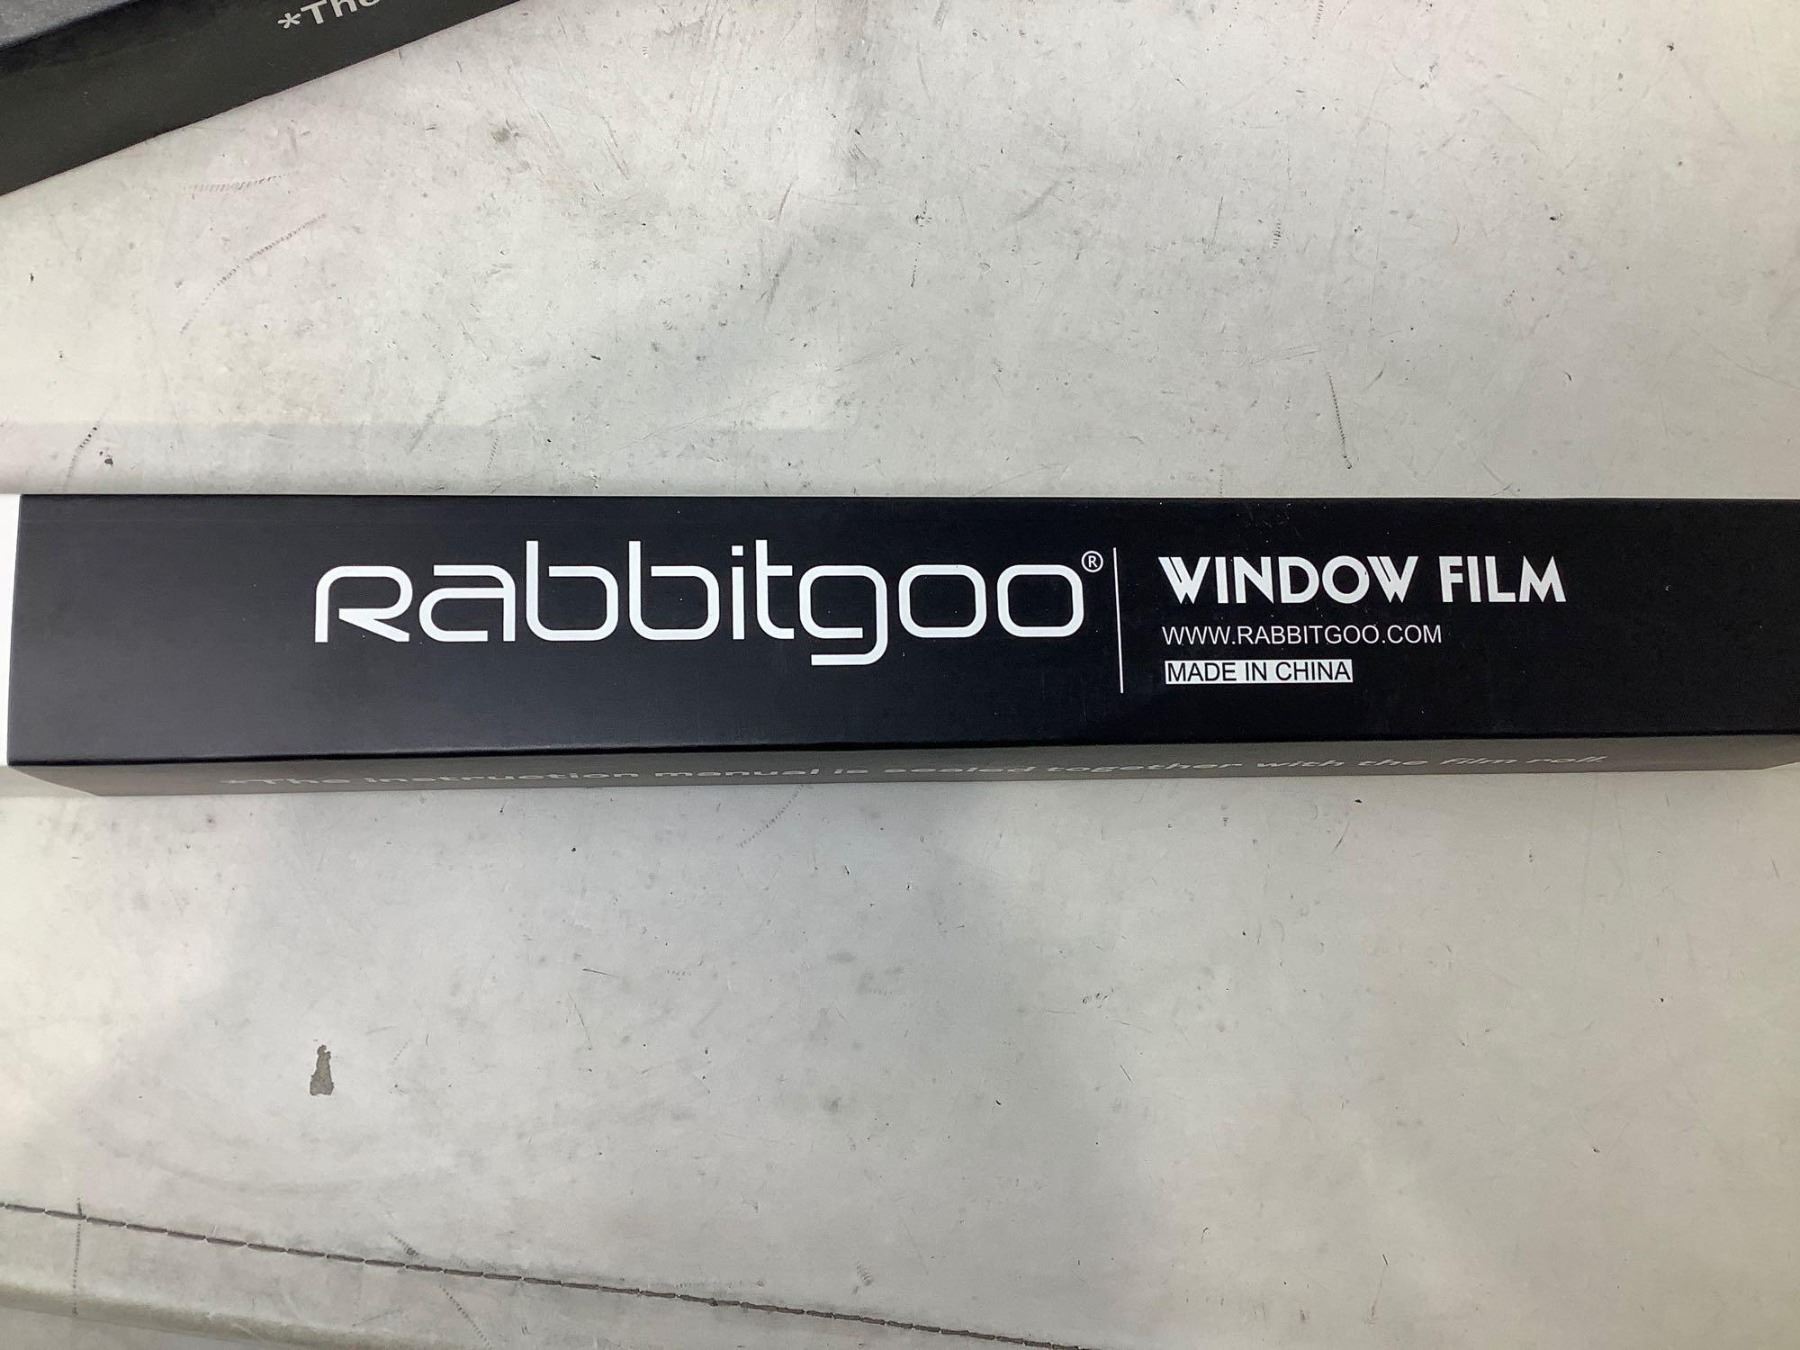 *The
Rabbitgoo®
WINDOW FILM
WWW.RABBITGOO.COM
MADE IN CHINA
*The instruction manual is sealed together with the film roll.